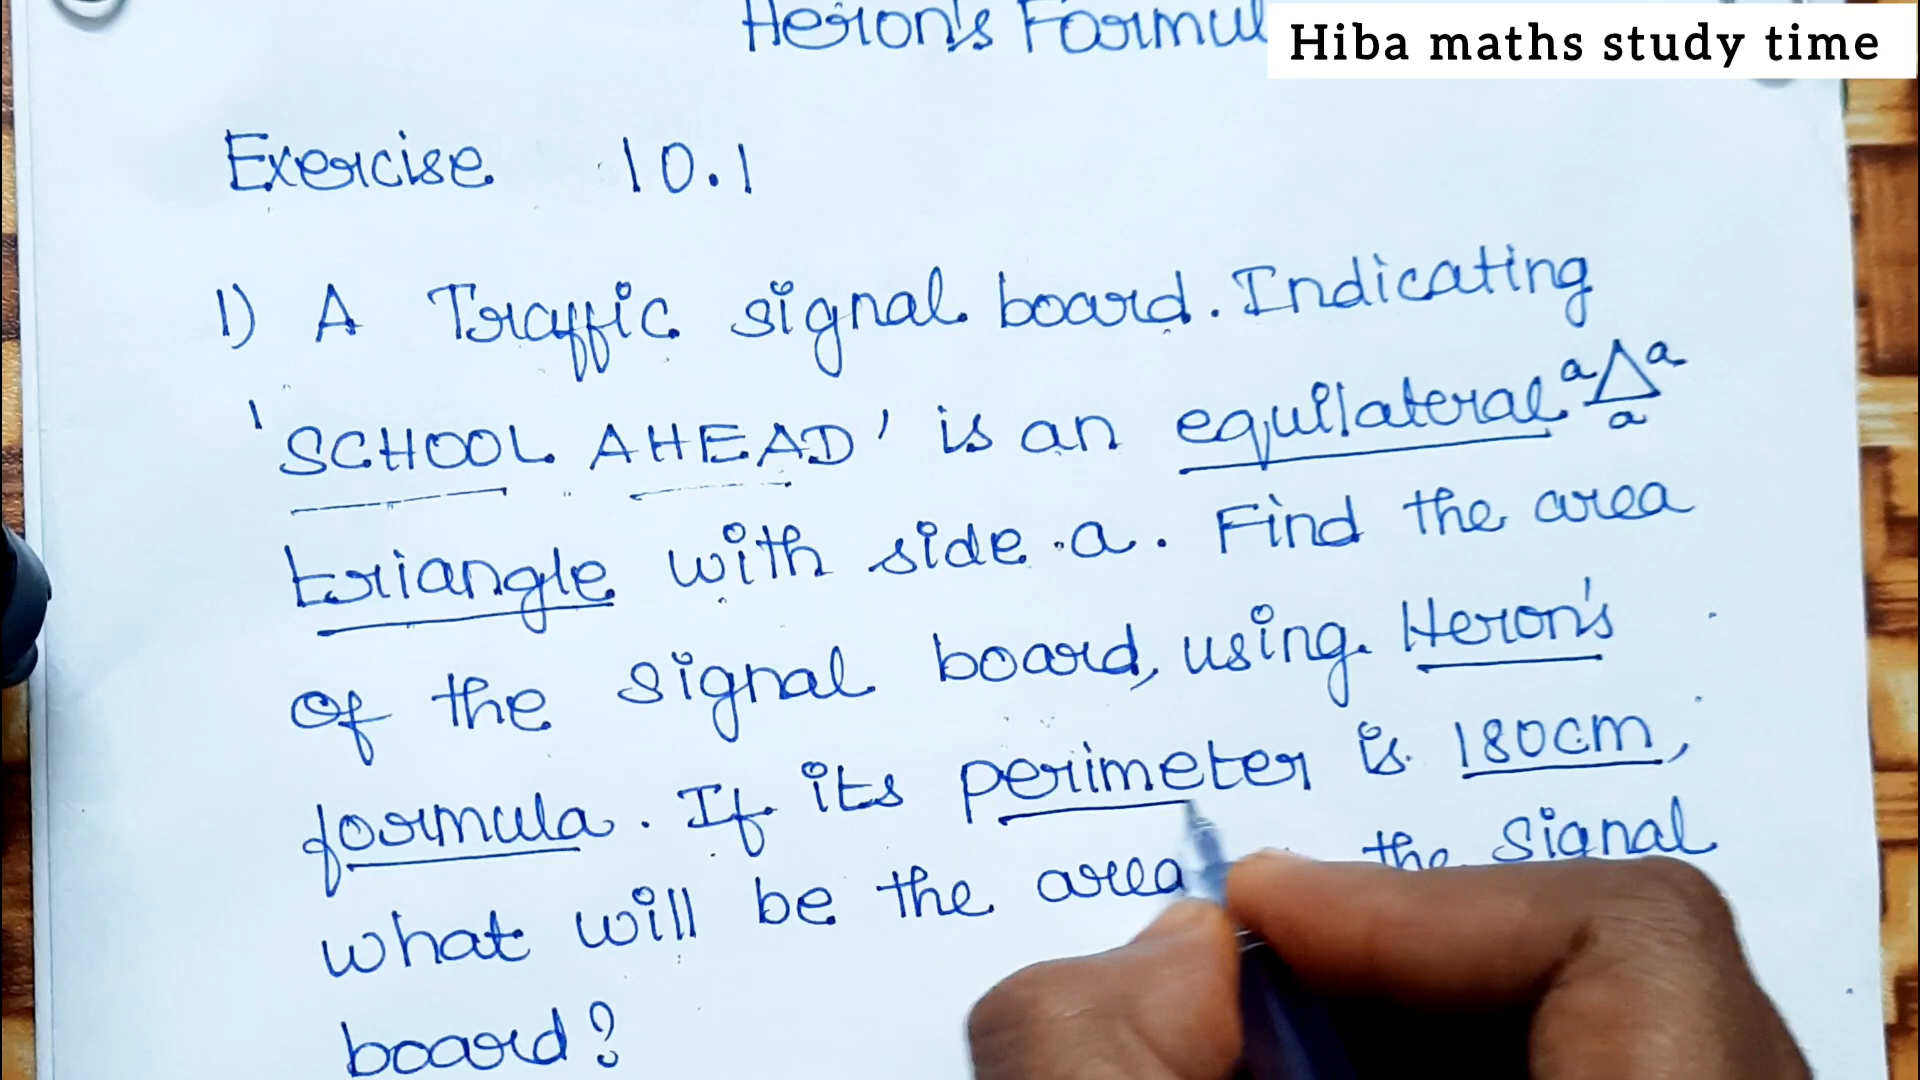 Heron's Formul
Hiba maths study time
Exercise 10.1
1) A Traffic signal board. Indicating
'SCHOOL AHEAD' is an equilateral a a
a
triangle with side a. Find the area
of the signal board, using Heron's
formula. If its perimeter is 180cm,
what will be the area the signal
board?